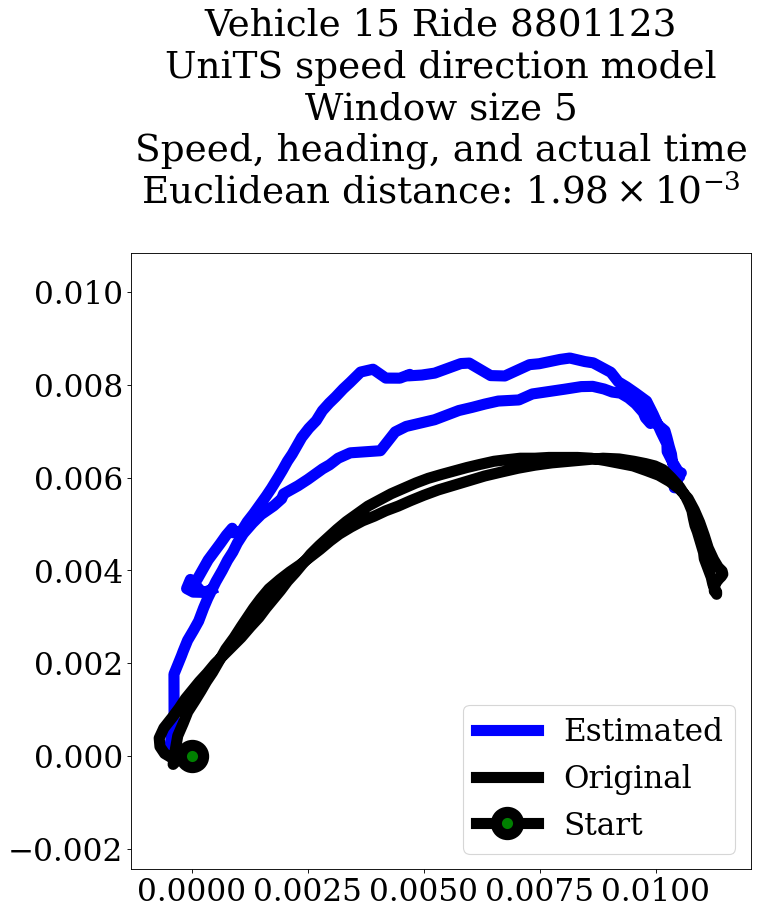 Vehicle 15 Ride 8801123
UniTS speed direction model
Window size 5
Speed, heading, and actual time
Euclidean distance: 1.98 × 10⁻³
0.010
0.008
0.006
0.004
0.002
0.000
−0.002
Estimated
Original
Start
0.0000 0.0025 0.0050 0.0075 0.0100